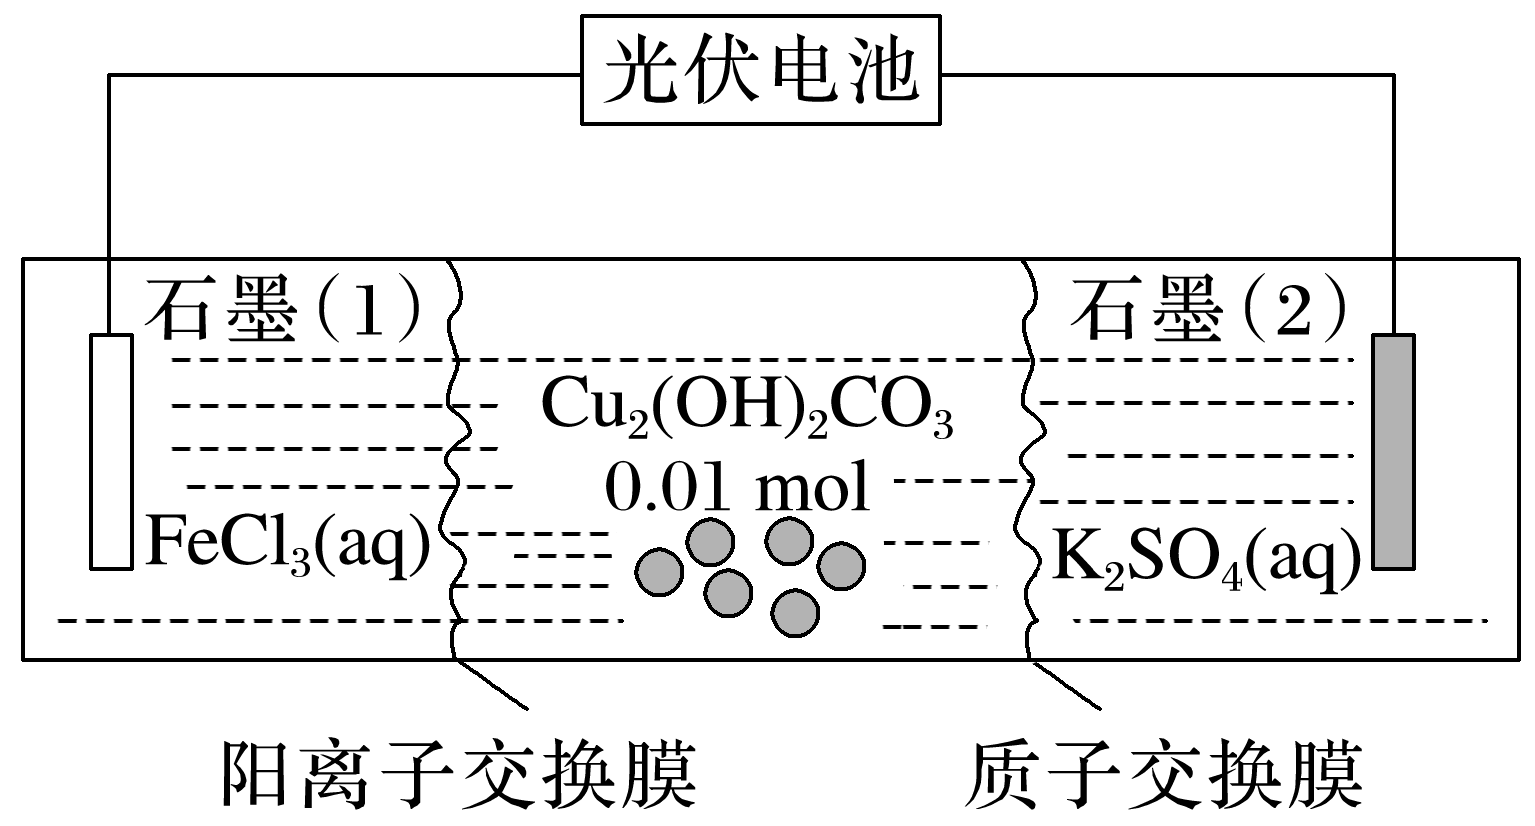 光伏电池
石墨(1)
石墨(2)
Cu₂(OH)₂CO₃
0.01 mol
FeCl₃(aq)
K₂SO₄(aq)
阳离子交换膜
质子交换膜